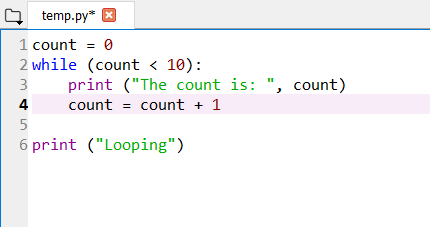 temp.py*
1 count = 0
2 while (count < 10):
3     print ("The count is: ", count)
4     count = count + 1
5
6 print ("Looping")